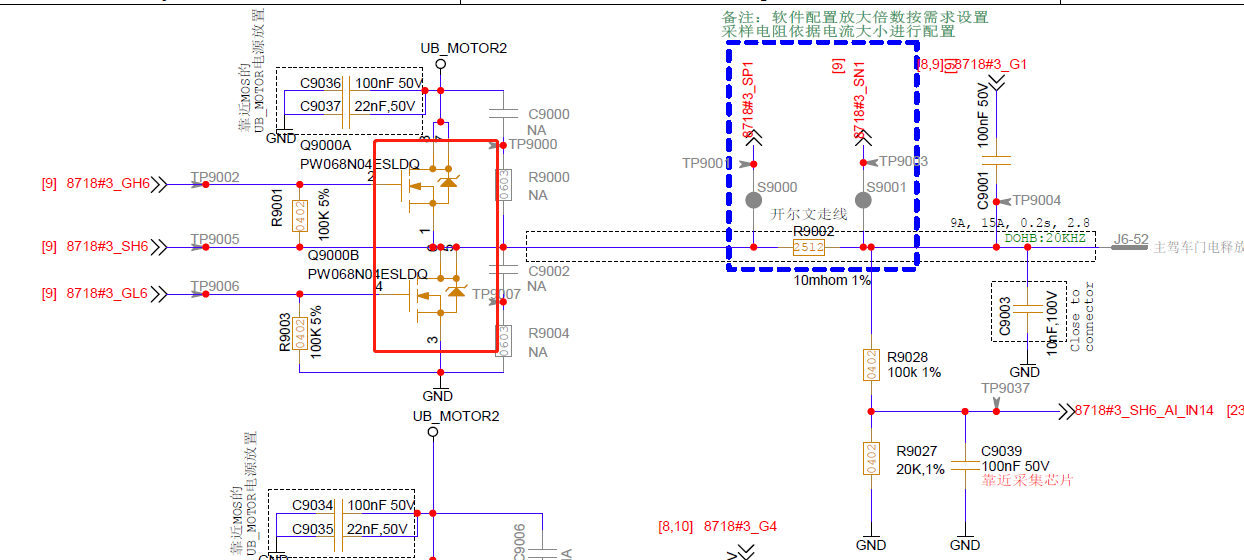 备注: 软件配置放大倍数按需求设置
采样电阻依据电流大小进行配置
UB_MOTOR2
靠近MOS的
UB_MOTOR电源放置
C9036
100nF 50V
C9037
22nF,50V
GND
C9000
NA
TP9000
Q9000A
PW068N04ESLDQ
[9] 8718#3_GH6
TP9002
2
R9001
0402
100K 5%
R9000
0603
NA
1
[9] 8718#3_SH6
TP9005
6
5
Q9000B
PW068N04ESLDQ
C9002
NA
[9] 8718#3_GL6
TP9006
4
TP9007
R9003
0402
100K 5%
3
R9004
0603
NA
GND
8718#3_SP1
[9]
8718#3_SN1
[8,9]
8718#3_G1
TP9003
S9000
S9001
开尔文走线
R9002
2512
10mhom 1%
100nF 50V
C9001
TP9004
9A, 15A, 0.2s, 2.8
DOHB:20KHZ
J6-52
主驾车门电释放
C9003
10nF,100V
Close to
connector
GND
R9028
0402
100k 1%
TP9037
8718#3_SH6_AI_IN14
[23
R9027
0402
20K,1%
C9039
100nF 50V
靠近采集芯片
GND
GND
UB_MOTOR2
靠近MOS的
UB_MOTOR电源放置
C9034
100nF 50V
C9035
22nF,50V
GND
C9006
[8,10] 8718#3_G4